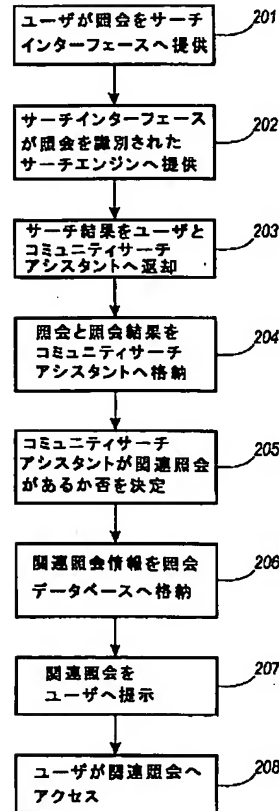 ユーザが照会をサーチ
インターフェースへ提供
201
サーチインターフェース
が照会を識別された
サーチエンジンへ提供
202
サーチ結果をユーザと
コミュニティサーチ
アシスタントへ返却
203
照会と照会結果を
コミュニティサーチ
アシスタントへ格納
204
コミュニティサーチ
アシスタントが関連照会
があるか否を決定
205
関連照会情報を照会
データベースへ格納
206
関連照会を
ユーザへ提示
207
ユーザが関連照会へ
アクセス
208